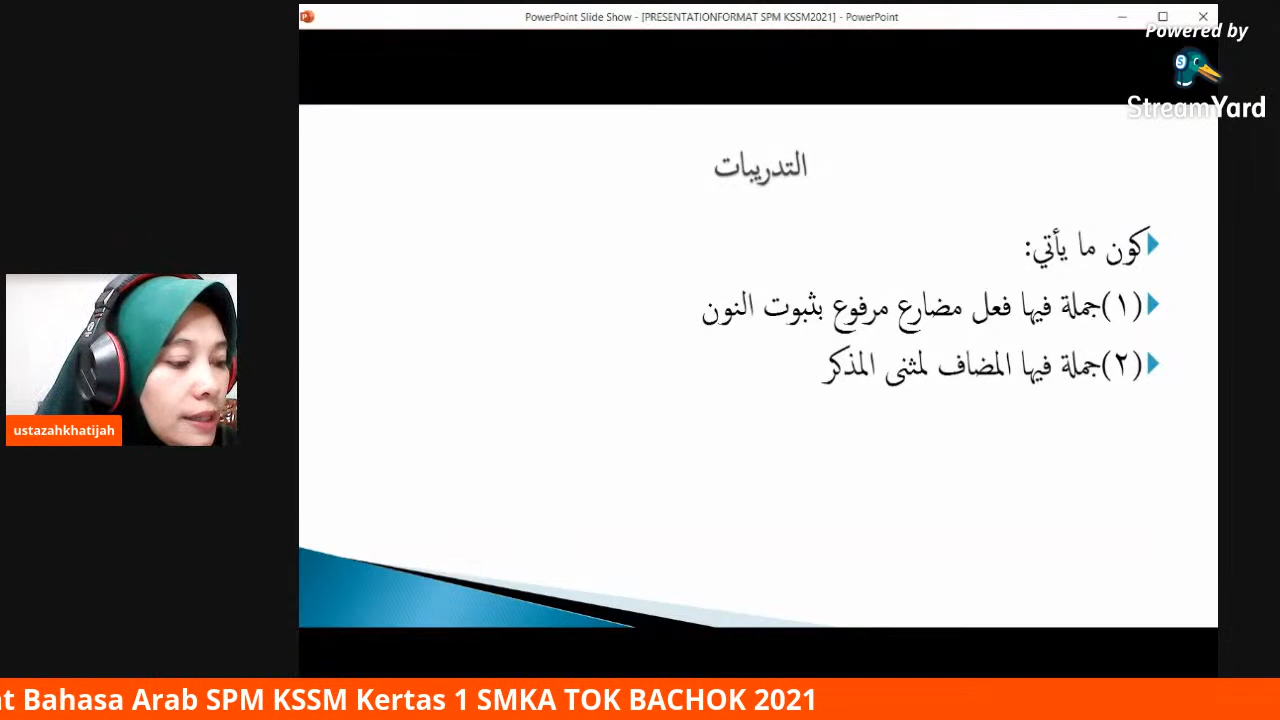 PowerPoint Slide Show - [PRESENTATIONFORMAT SPM KSSM2021] - PowerPoint
Powered by
StreamYard
التدريبات
كون ما يأتي:
(١)جملة فيها فعل مضارع مرفوع بثبوت النون
(٢)جملة فيها المضاف لمثنى المذكر
ustazahkhatijah
at Bahasa Arab SPM KSSM Kertas 1 SMKA TOK BACHOK 2021